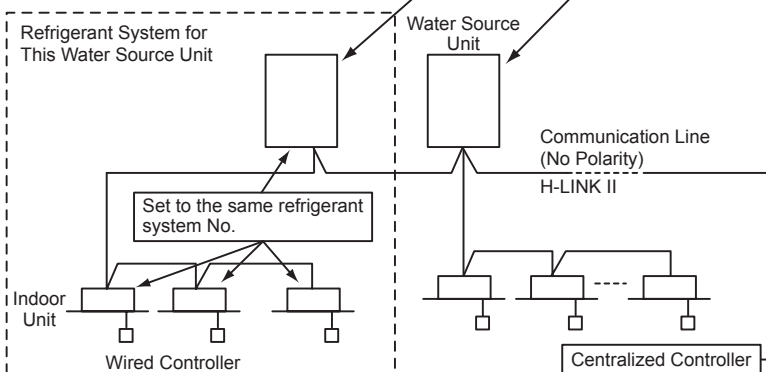 Refrigerant System for
This Water Source Unit
Water Source
Unit
Communication Line
(No Polarity)
H-LINK II
Set to the same refrigerant
system No.
Indoor
Unit
Wired Controller
Centralized Controller